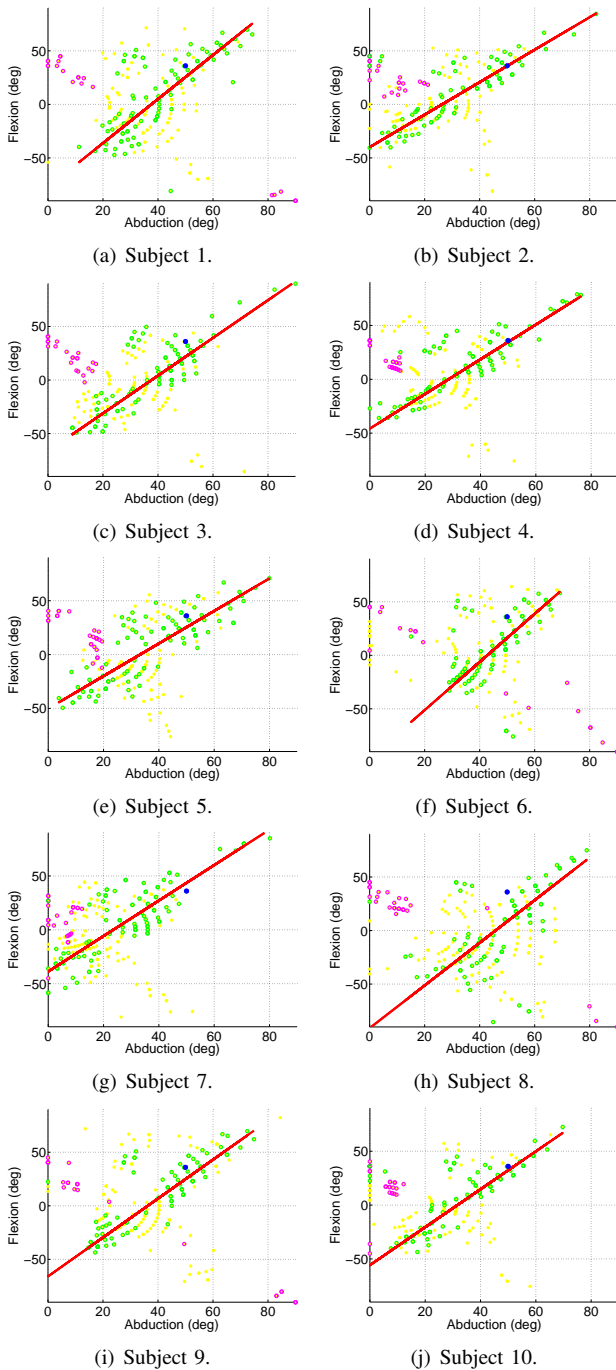 50
0
−50
Flexion (deg)
0 20 40 60 80
Abduction (deg)
(a) Subject 1.
50
0
−50
Flexion (deg)
0 20 40 60 80
Abduction (deg)
(b) Subject 2.
50
0
−50
Flexion (deg)
0 20 40 60 80
Abduction (deg)
(c) Subject 3.
50
0
−50
Flexion (deg)
0 20 40 60 80
Abduction (deg)
(d) Subject 4.
50
0
−50
Flexion (deg)
0 20 40 60 80
Abduction (deg)
(e) Subject 5.
50
0
−50
Flexion (deg)
0 20 40 60 80
Abduction (deg)
(f) Subject 6.
50
0
−50
Flexion (deg)
0 20 40 60 80
Abduction (deg)
(g) Subject 7.
50
0
−50
Flexion (deg)
0 20 40 60 80
Abduction (deg)
(h) Subject 8.
50
0
−50
Flexion (deg)
0 20 40 60 80
Abduction (deg)
(i) Subject 9.
50
0
−50
Flexion (deg)
0 20 40 60 80
Abduction (deg)
(j) Subject 10.